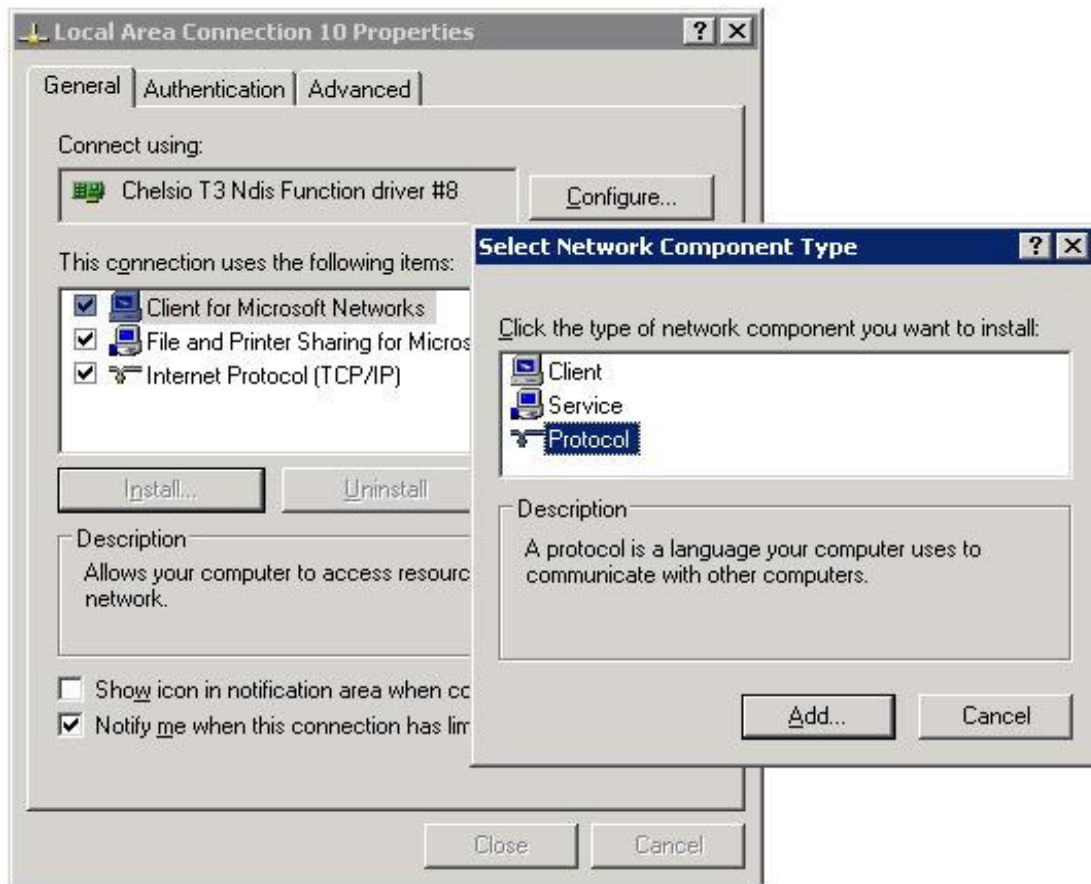 Local Area Connection 10 Properties
General
Authentication
Advanced
Connect using:
Chelsio T3 Ndis Function driver #8
Configure...
This connection uses the following items:
Client for Microsoft Networks
File and Printer Sharing for Micros
Internet Protocol (TCP/IP)
Install...
Uninstall
Description
Allows your computer to access resourc
network.
Show icon in notification area when co
Notify me when this connection has lim
Close
Cancel
Select Network Component Type
Click the type of network component you want to install:
Client
Service
Protocol
Description
A protocol is a language your computer uses to
communicate with other computers.
Add...
Cancel